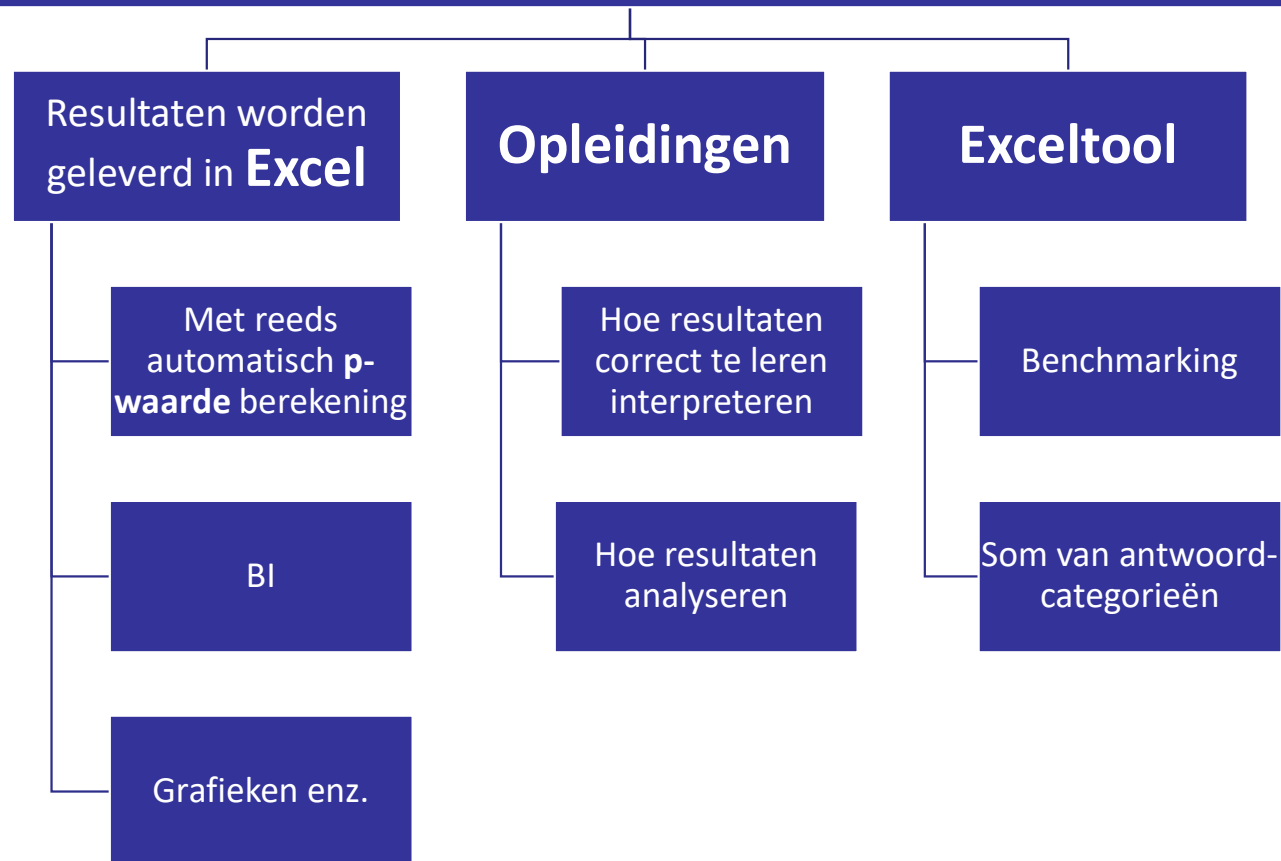 Resultaten worden
geleverd in Excel
Opleidingen
Exceltool
Met reeds
automatisch p-
waarde berekening
Hoe resultaten
correct te leren
interpreteren
Benchmarking
BI
Hoe resultaten
analyseren
Som van antwoord-
categorieën
Grafieken enz.